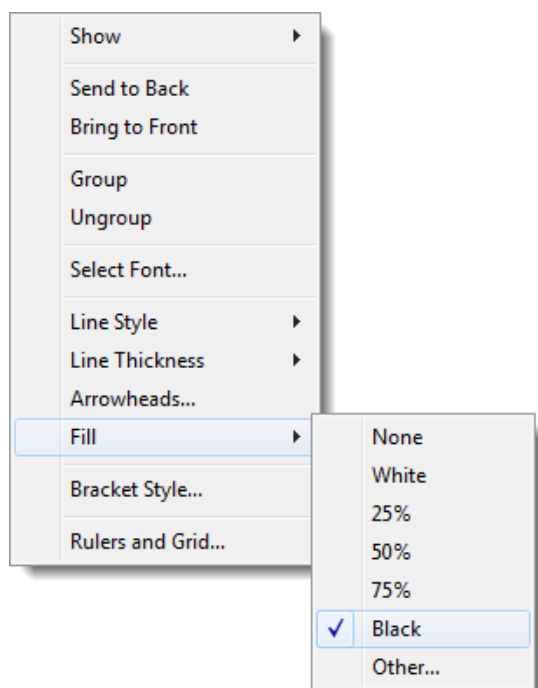 Show
Send to Back
Bring to Front
Group
Ungroup
Select Font...
Line Style
Line Thickness
Arrowheads...
Fill
Bracket Style...
Rulers and Grid...
None
White
25%
50%
75%
Black
Other...